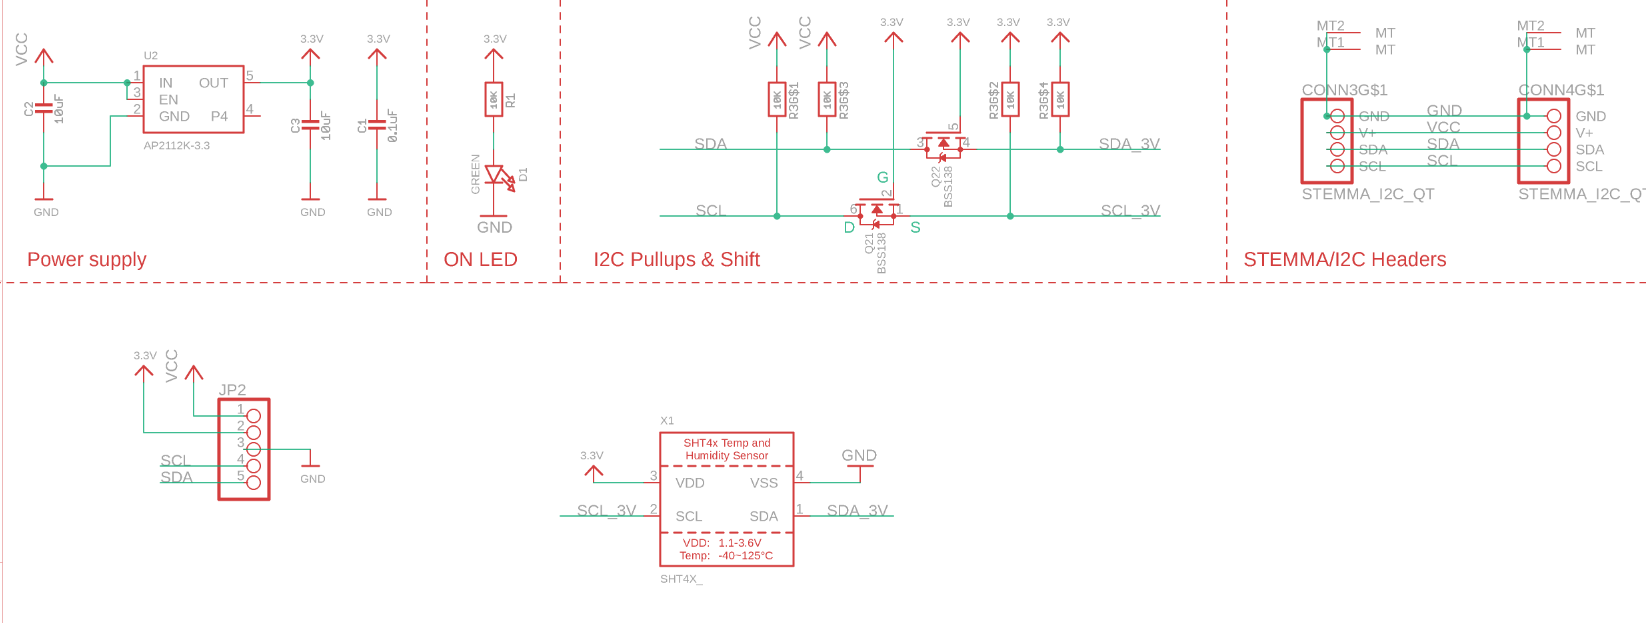 VCC
C2
10uF
GND
U2
1
IN
OUT
5
3
EN
2
GND
P4
4
AP2112K-3.3
3.3V
C3
10uF
GND
3.3V
C1
0.1uF
GND
Power supply
3.3V
10K
R1
GREEN
D1
GND
ON LED
VCC
VCC
3.3V
3.3V
3.3V
3.3V
10K
R36$1
10K
R36$3
R36$2
10K
R36$4
10K
SDA
3
5
4
SDA_3V
Q22
BSS138
G
2
SCL
6
1
SCL_3V
D
S
Q21
BSS138
I2C Pullups & Shift
MT2
MT
MT1
MT
CONN3G$1
GND
V+
SDA
SCL
STEMMA_I2C_QT
GND
VCC
SDA
SCL
MT2
MT
MT1
MT
CONN4G$1
GND
V+
SDA
SCL
STEMMA_I2C_QT
STEMMA/I2C Headers
3.3V
VCC
JP2
1
2
3
4
5
SCL
SDA
GND
X1
SHT4x Temp and
Humidity Sensor
3.3V
3
VDD
VSS
4
GND
SCL_3V
2
SCL
SDA
1
SDA_3V
VDD: 1.1-3.6V
Temp: -40~125°C
SHT4X_